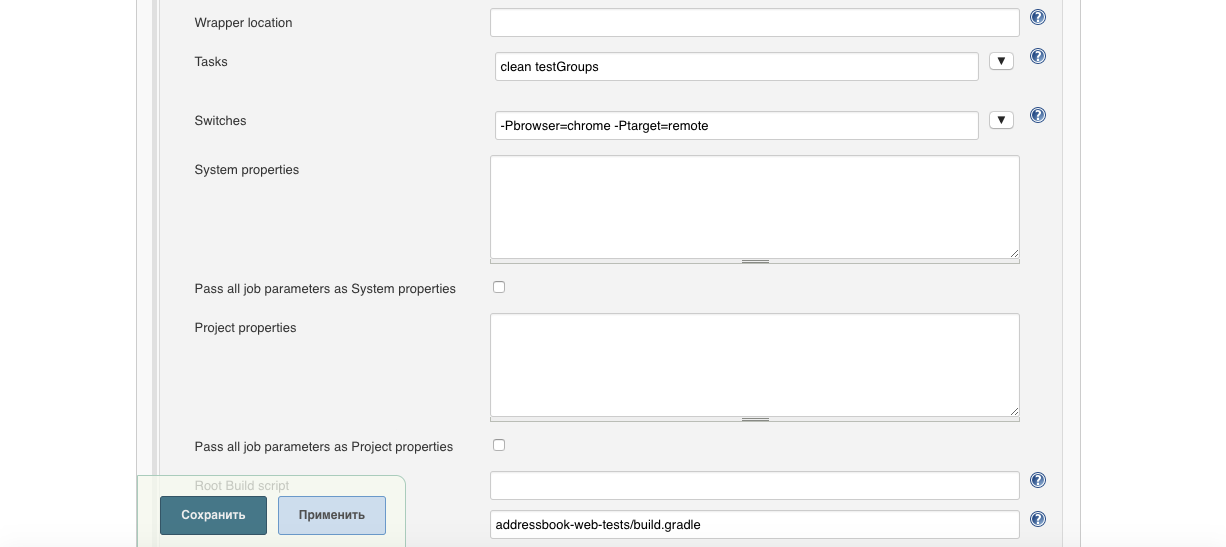 Wrapper location
Tasks
clean testGroups
▼
Switches
-Pbrowser=chrome -Ptarget=remote
▼
System properties
Pass all job parameters as System properties
Project properties
Pass all job parameters as Project properties
Root Build script
Сохранить
Применить
addressbook-web-tests/build.gradle